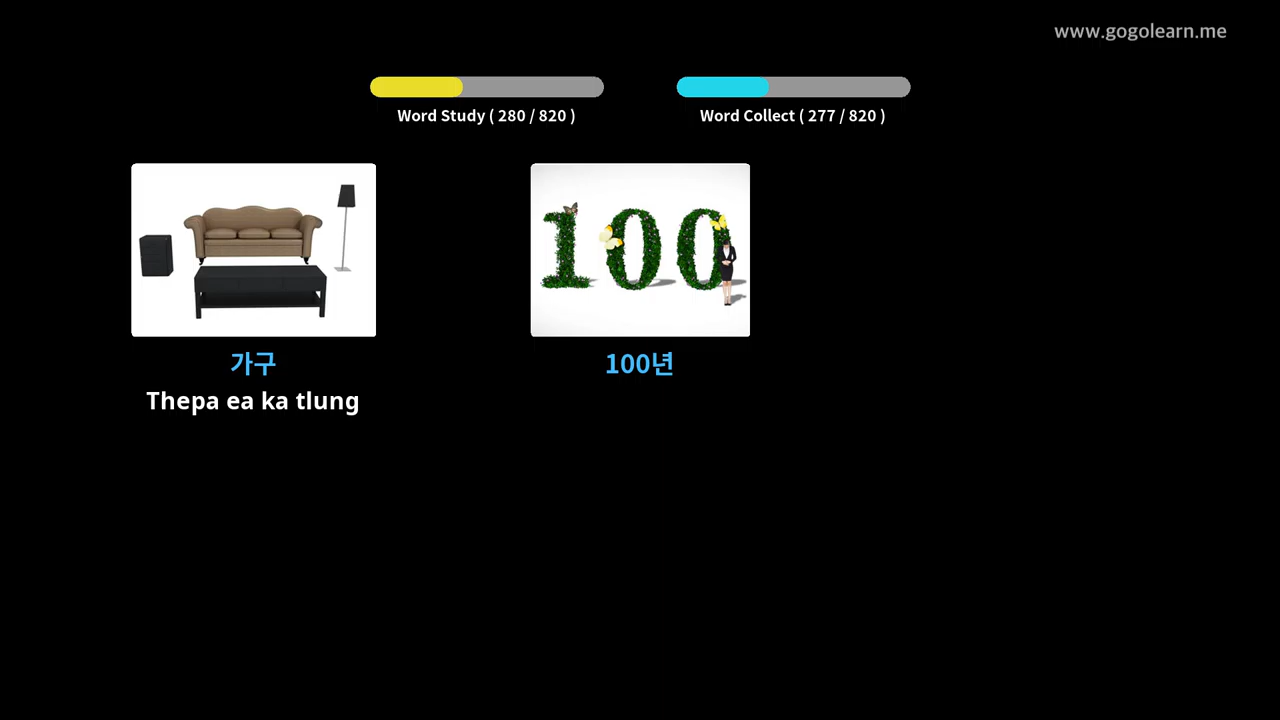 www.gogolearn.me
Word Study ( 280 / 820 )
Word Collect ( 277 / 820 )
100
가구
100년
Thepa ea ka tlung